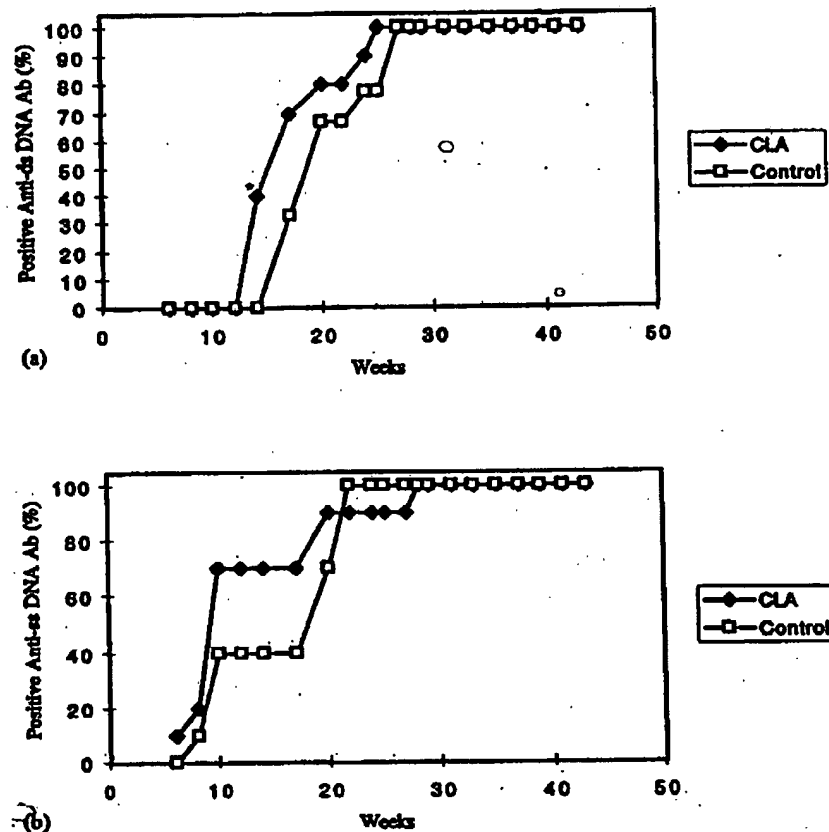 Positive Anti-ds DNA Ab (%)
100
90
80
70
60
50
40
30
20
10
0
*
0 10 20 30 40 50
Weeks
(a)
CLA
Control
Positive Anti-ss DNA Ab (%)
100
80
60
40
20
0
0 10 20 30 40 50
Weeks
(b)
CLA
Control